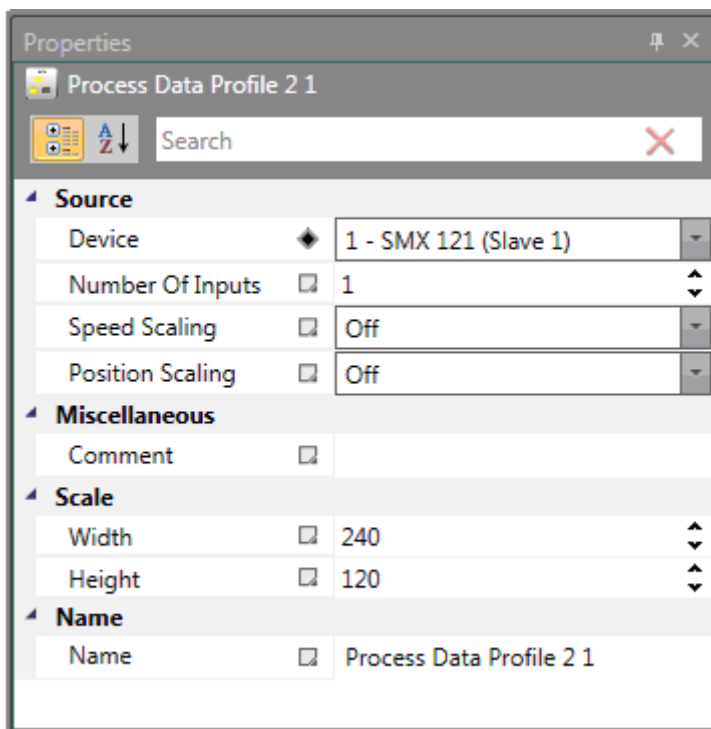 Properties
Process Data Profile 2 1
A
Z
Search
Source
Device 1 - SMX 121 (Slave 1)
Number Of Inputs 1
Speed Scaling Off
Position Scaling Off
Miscellaneous
Comment
Scale
Width 240
Height 120
Name
Name Process Data Profile 2 1